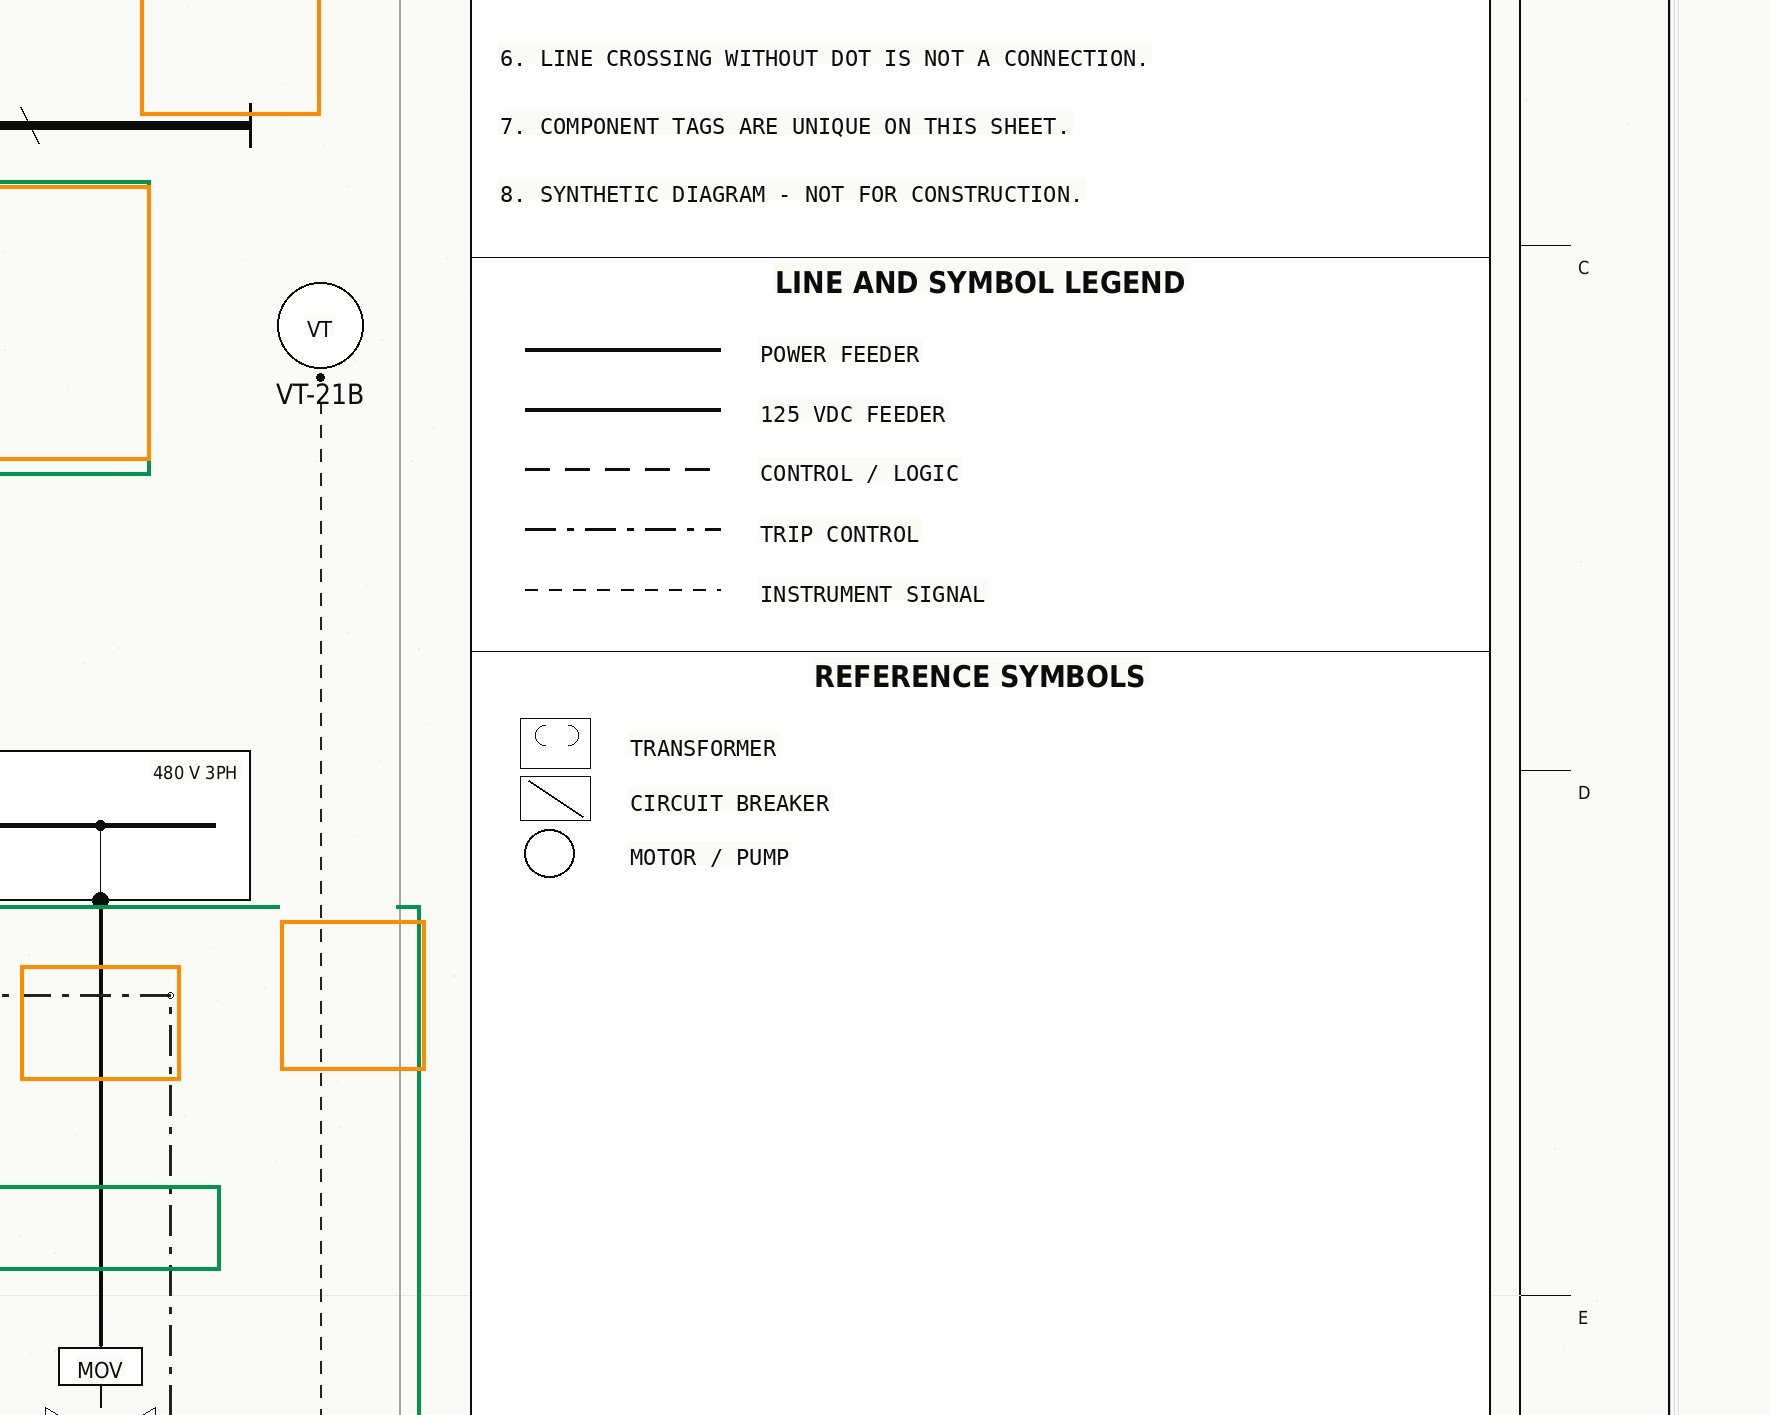 6. LINE CROSSING WITHOUT DOT IS NOT A CONNECTION.
7. COMPONENT TAGS ARE UNIQUE ON THIS SHEET.
8. SYNTHETIC DIAGRAM - NOT FOR CONSTRUCTION.
C
LINE AND SYMBOL LEGEND
VT
VT-21B
POWER FEEDER
125 VDC FEEDER
CONTROL / LOGIC
TRIP CONTROL
INSTRUMENT SIGNAL
REFERENCE SYMBOLS
TRANSFORMER
CIRCUIT BREAKER
MOTOR / PUMP
480 V 3PH
D
E
MOV